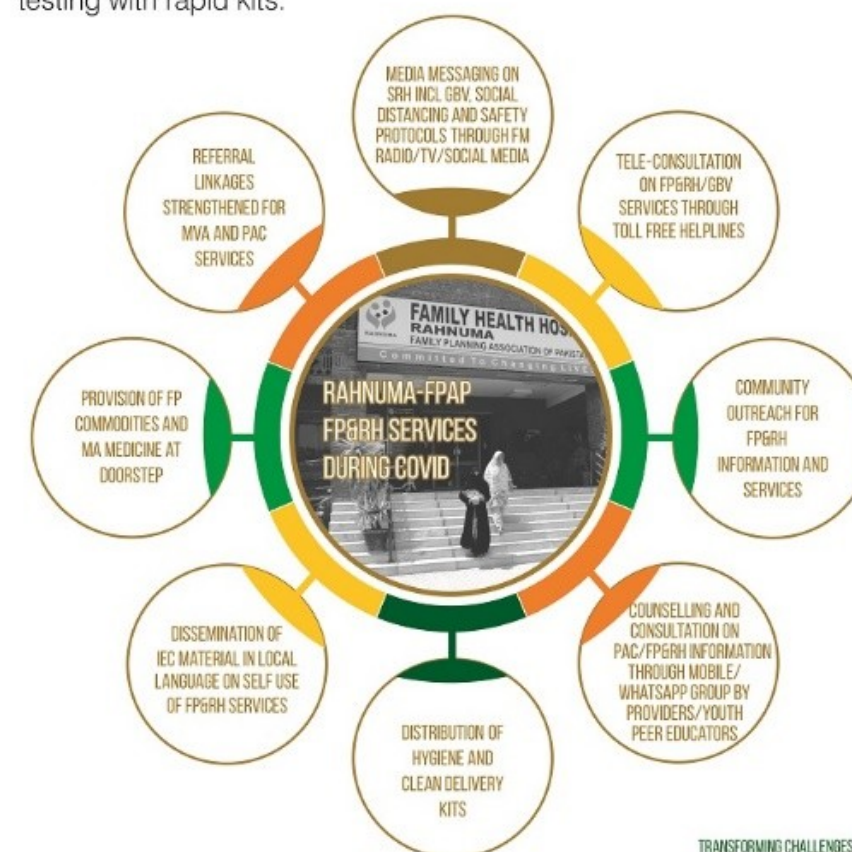 testing with rapid kits.
MEDIA MESSAGING ON
SRH INCL GBV, SOCIAL
DISTANCING AND SAFETY
PROTOCOLS THROUGH FM
RADIO/TV/SOCIAL MEDIA
TELE-CONSULTATION
ON FP&RH/GBV
SERVICES THROUGH
TOLL FREE HELPLINES
COMMUNITY
OUTREACH FOR
FP&RH
INFORMATION AND
SERVICES
COUNSELLING AND
CONSULTATION ON
PAC/FP&RH INFORMATION
THROUGH MOBILE/
WHATSAPP GROUP BY
PROVIDERS/YOUTH
PEER EDUCATORS
DISTRIBUTION OF
HYGIENE AND
CLEAN DELIVERY
KITS
DISSEMINATION OF
IEC MATERIAL IN LOCAL
LANGUAGE ON SELF USE
OF FP&RH SERVICES
PROVISION OF FP
COMMODITIES AND
MA MEDICINE AT
DOORSTEP
REFERRAL
LINKAGES
STRENGTHENED FOR
MVA AND PAC
SERVICES
FAMILY HEALTH HOS
RAHNUMA
RAHNUMA
FAMILY PLANNING ASSOCIATION OF PAKISTA
Committed To Changing Live
RAHNUMA-FPAP
FP&RH SERVICES
DURING COVID
TRANSFORMING CHALLENGES